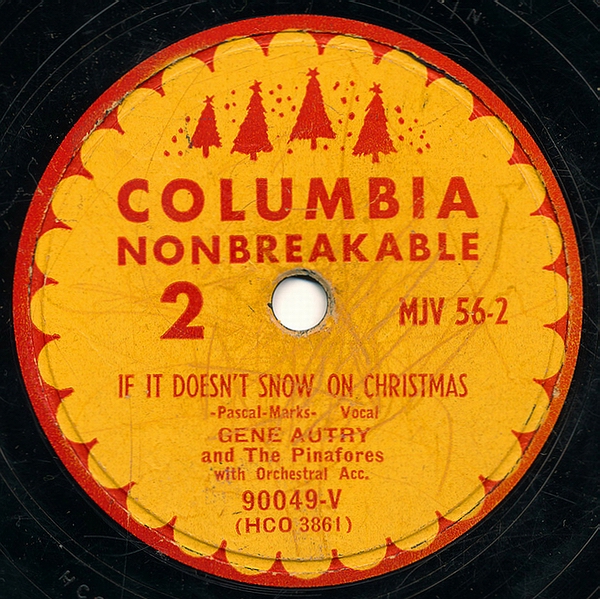 COLUMBIA
NONBREAKABLE
2 MJV 56-2
IF IT DOESN'T SNOW ON CHRISTMAS
-Pascal-Marks- Vocal
GENE AUTRY
and The Pinafores
with Orchestral Acc.
90049-V
(HCO 3861)